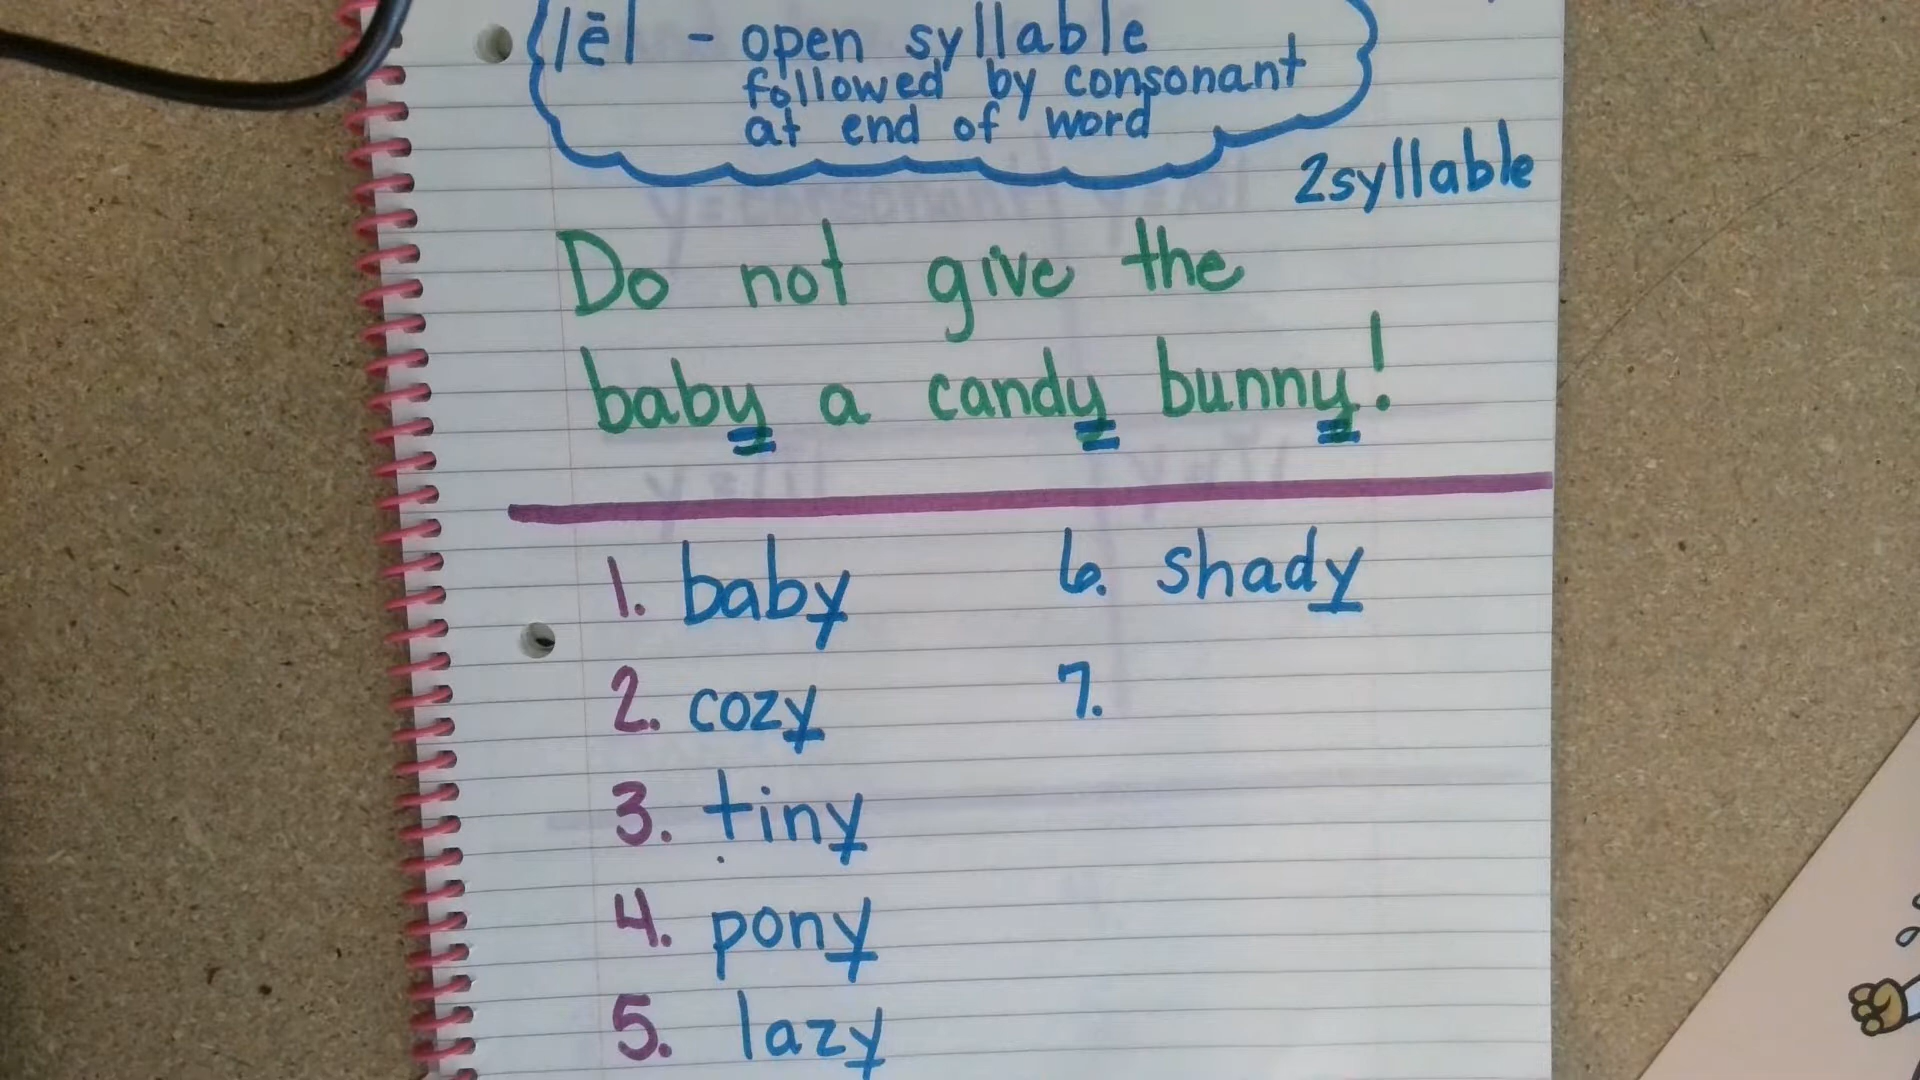 /ē/ - open syllable
followed by consonant
at end of word
2syllable
Do not give the
baby a candy bunny!
1. baby
2. cozy
3. tiny
4. pony
5. lazy
6. shady
7.